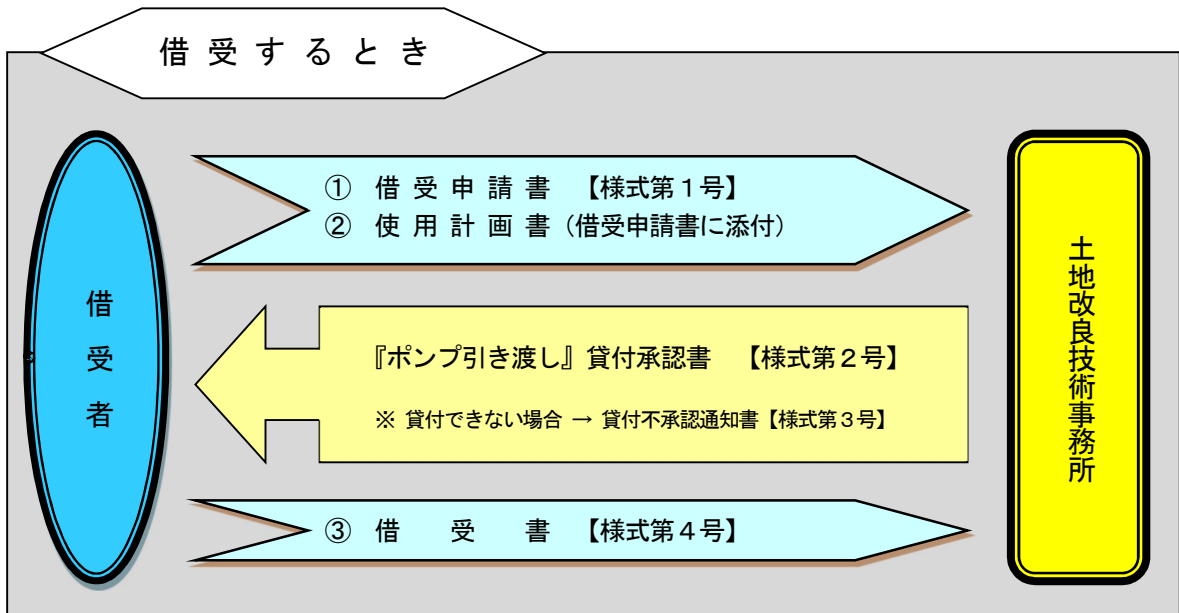 借受するとき
借受者
① 借受申請書 【様式第1号】
② 使用計画書（借受申請書に添付）
『ポンプ引き渡し』貸付承認書 【様式第２号】
※ 貸付できない場合 → 貸付不承認通知書【様式第３号】
③ 借受書 【様式第４号】
土地改良技術事務所